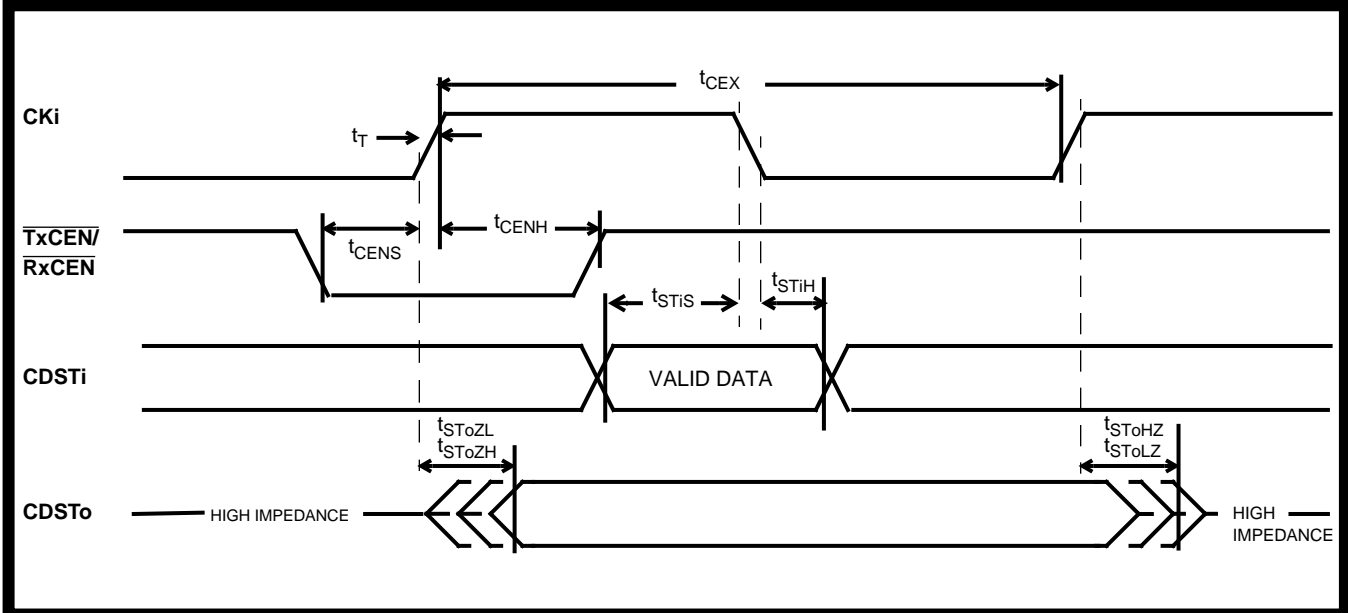 tCEX
CKi
tT
TxCEN/
RxCEN
tCENS
tCENH
tSTiS
tSTiH
CDSTi
VALID DATA
tSToZL
tSToZH
tSToHZ
tSToLZ
CDSTo
HIGH IMPEDANCE
HIGH
IMPEDANCE